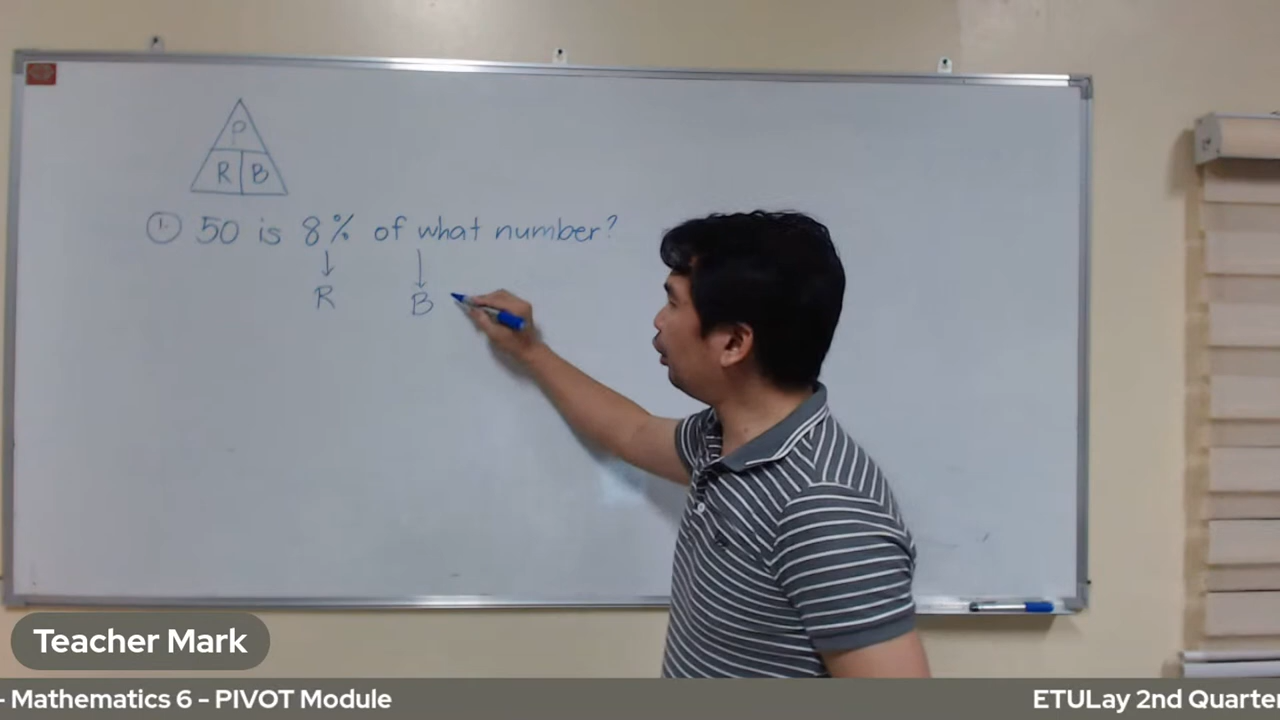 P
R B
1. 50 is 8% of what number?
↓ ↓
R B
Teacher Mark
- Mathematics 6 - PIVOT Module
ETULay 2nd Quarter